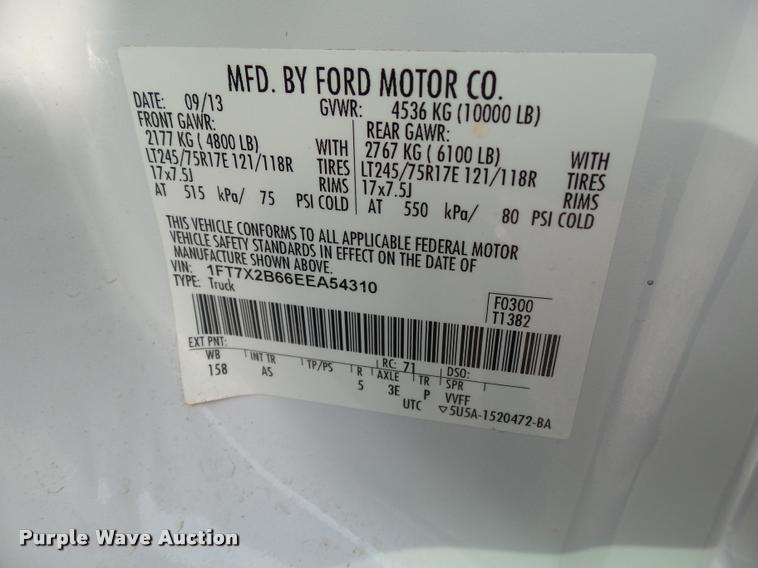 MFD. BY FORD MOTOR CO.
DATE: 09/13 GVWR: 4536 KG (10000 LB)
FRONT GAWR: REAR GAWR:
2177 KG ( 4800 LB) WITH 2767 KG ( 6100 LB) WITH
LT245/75R17E 121/118R TIRES LT245/75R17E 121/118R TIRES
17x7.5J RIMS 17x7.5J RIMS
AT 515 kPa/ 75 PSI COLD AT 550 kPa/ 80 PSI COLD
THIS VEHICLE CONFORMS TO ALL APPLICABLE FEDERAL MOTOR
VEHICLE SAFETY STANDARDS IN EFFECT ON THE DATE OF
MANUFACTURE SHOWN ABOVE.
VIN: 1FT7X2B66EEA54310
TYPE: Truck
F0300
T1382
EXT PNT: RC: 71 DSO:
WB INT TR TP/PS R AXLE TR SPR
158 AS 5 3E P VVFF
UTC ▽5U5A-1520472-BA
Purple Wave Auction